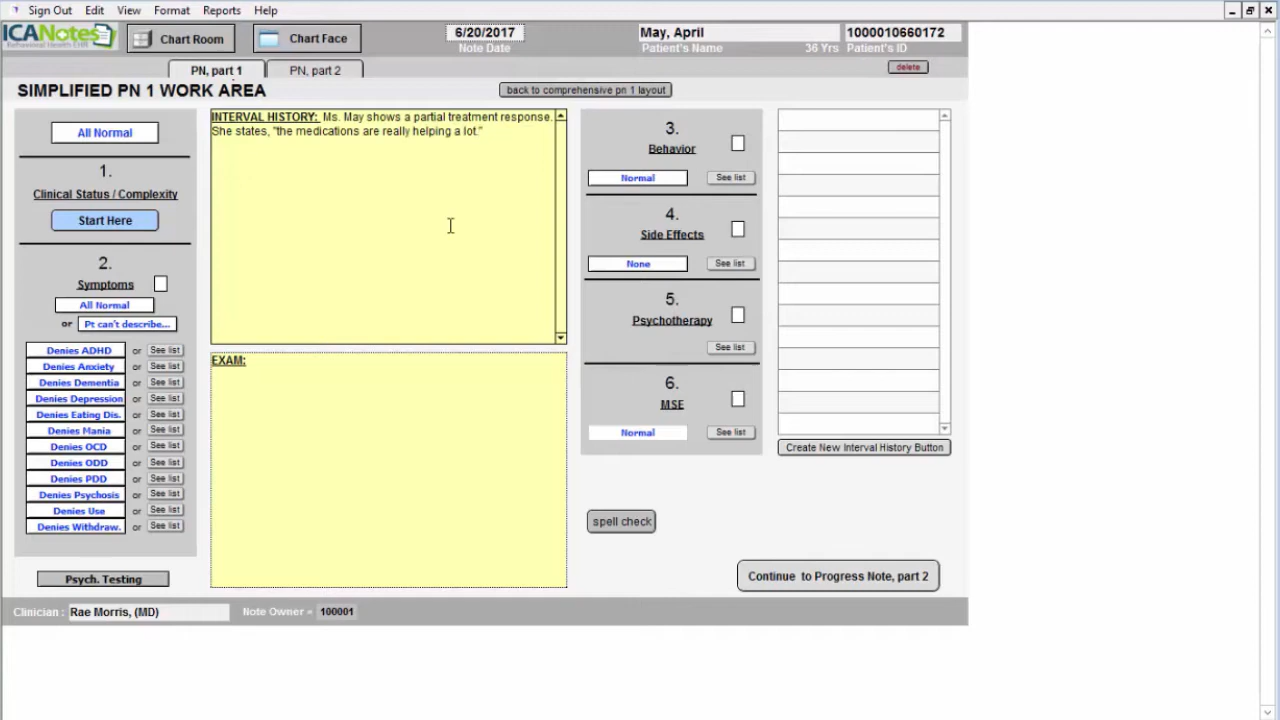 Sign Out Edit View Format Reports Help
ICANotes
Behavioral Health EHR
Chart Room
Chart Face
6/20/2017
Note Date
May, April
Patient's Name 36 Yrs
1000010660172
Patient's ID
PN, part 1
PN, part 2
delete
SIMPLIFIED PN 1 WORK AREA
back to comprehensive pn 1 layout
All Normal
1.
Clinical Status / Complexity
Start Here
2.
Symptoms
All Normal
or Pt can't describe...
Denies ADHD or See list
Denies Anxiety or See list
Denies Dementia or See list
Denies Depression or See list
Denies Eating Dis. or See list
Denies Mania or See list
Denies OCD or See list
Denies ODD or See list
Denies PDD or See list
Denies Psychosis or See list
Denies Use or See list
Denies Withdraw. or See list
Psych. Testing
INTERVAL HISTORY: Ms. May shows a partial treatment response.
She states, "the medications are really helping a lot."
EXAM:
3.
Behavior
Normal See list
4.
Side Effects
None See list
5.
Psychotherapy
See list
6.
MSE
Normal See list
Create New Interval History Button
spell check
Continue to Progress Note, part 2
Clinician : Rae Morris, (MD) Note Owner = 100001